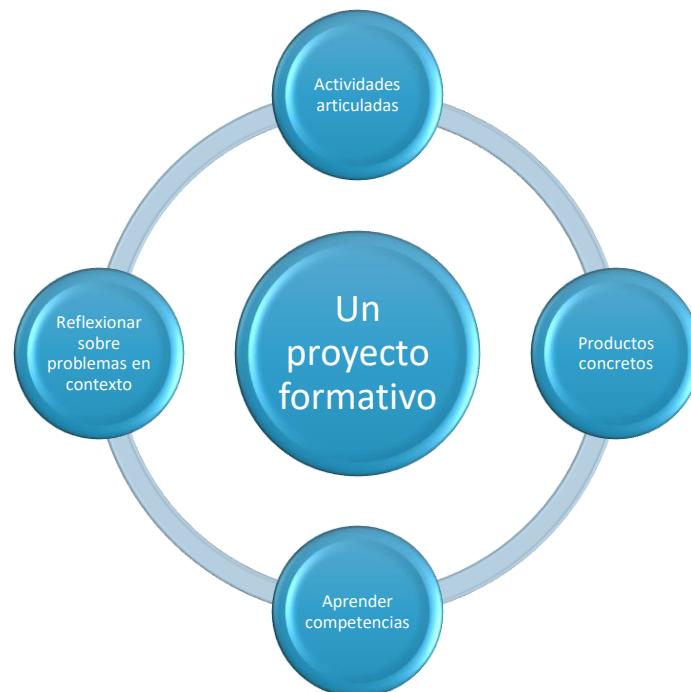 Actividades
articuladas
Un
proyecto
formativo
Reflexionar
sobre
problemas en
contexto
Productos
concretos
Aprender
competencias